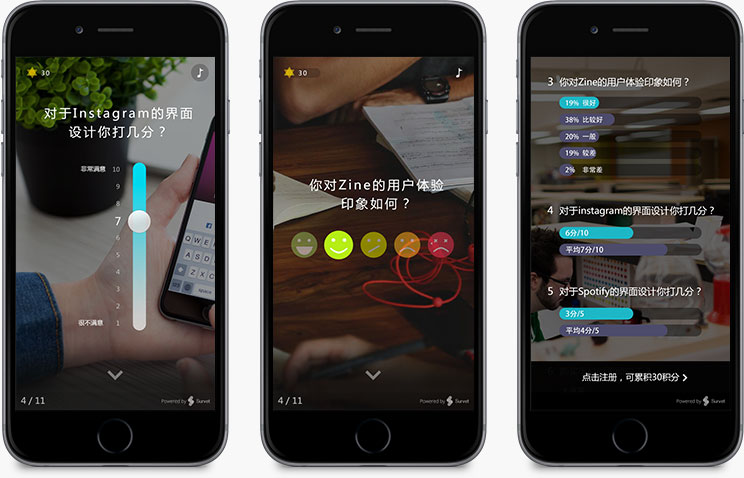 30
对于Instagram的界面
设计你打几分？
非常满意 10
9
8
7
6
5
4
3
2
很不满意 1
4 / 11
Powered by Survst
30
你对Zine的用户体验
印象如何？
4 / 11
Powered by Survst
3 你对Zine的用户体验印象如何？
19% 很好
38% 比较好
20% 一般
19% 较差
2% 非常差
4 对于instagram的界面设计你打几分？
6分/10
平均7分/10
5 对于Spotify的界面设计你打几分？
3分/5
平均4分/5
点击注册，可累积30积分
Powered by Survst